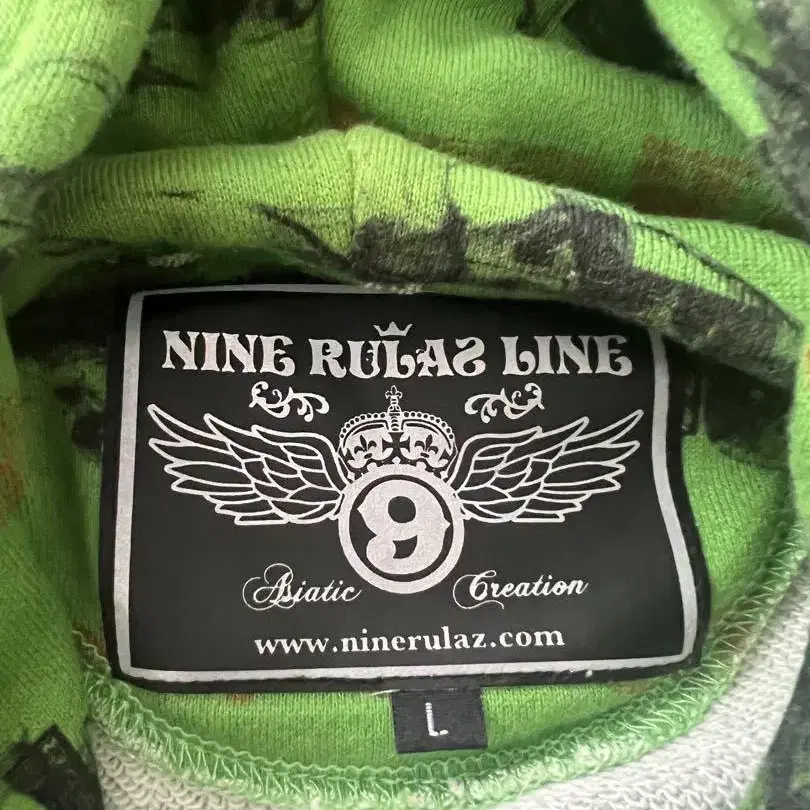 NINE RULAZ LINE
9
Asiatic Creation
www.ninerulaz.com
L